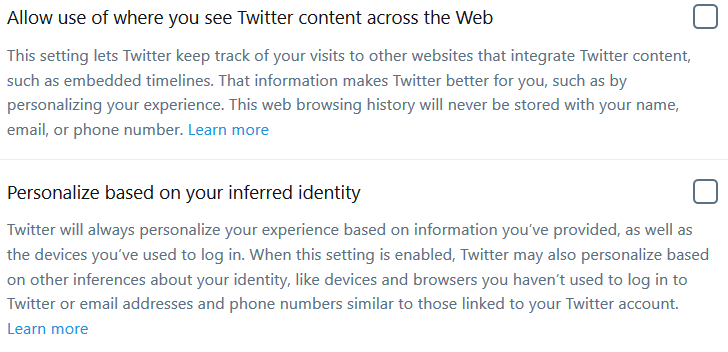 Allow use of where you see Twitter content across the Web
This setting lets Twitter keep track of your visits to other websites that integrate Twitter content,
such as embedded timelines. That information makes Twitter better for you, such as by
personalizing your experience. This web browsing history will never be stored with your name,
email, or phone number. Learn more
Personalize based on your inferred identity
Twitter will always personalize your experience based on information you’ve provided, as well as
the devices you’ve used to log in. When this setting is enabled, Twitter may also personalize based
on other inferences about your identity, like devices and browsers you haven’t used to log in to
Twitter or email addresses and phone numbers similar to those linked to your Twitter account.
Learn more